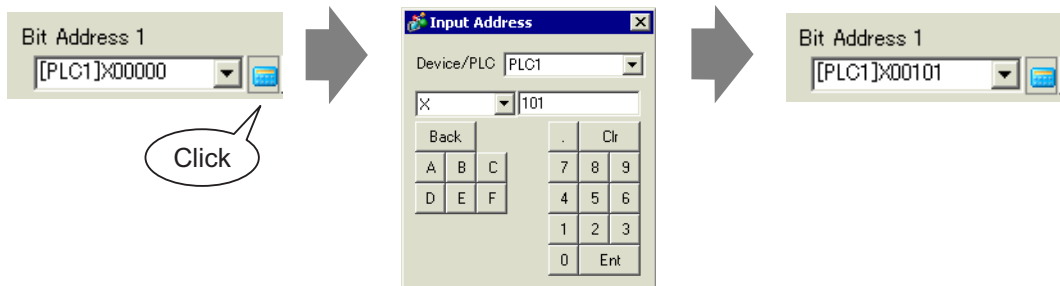 Bit Address 1
[PLC1]X00000
Click
Input Address
Device/PLC PLC1
X 101
Back . Clr
A B C 7 8 9
D E F 4 5 6
1 2 3
0 Ent
Bit Address 1
[PLC1]X00101